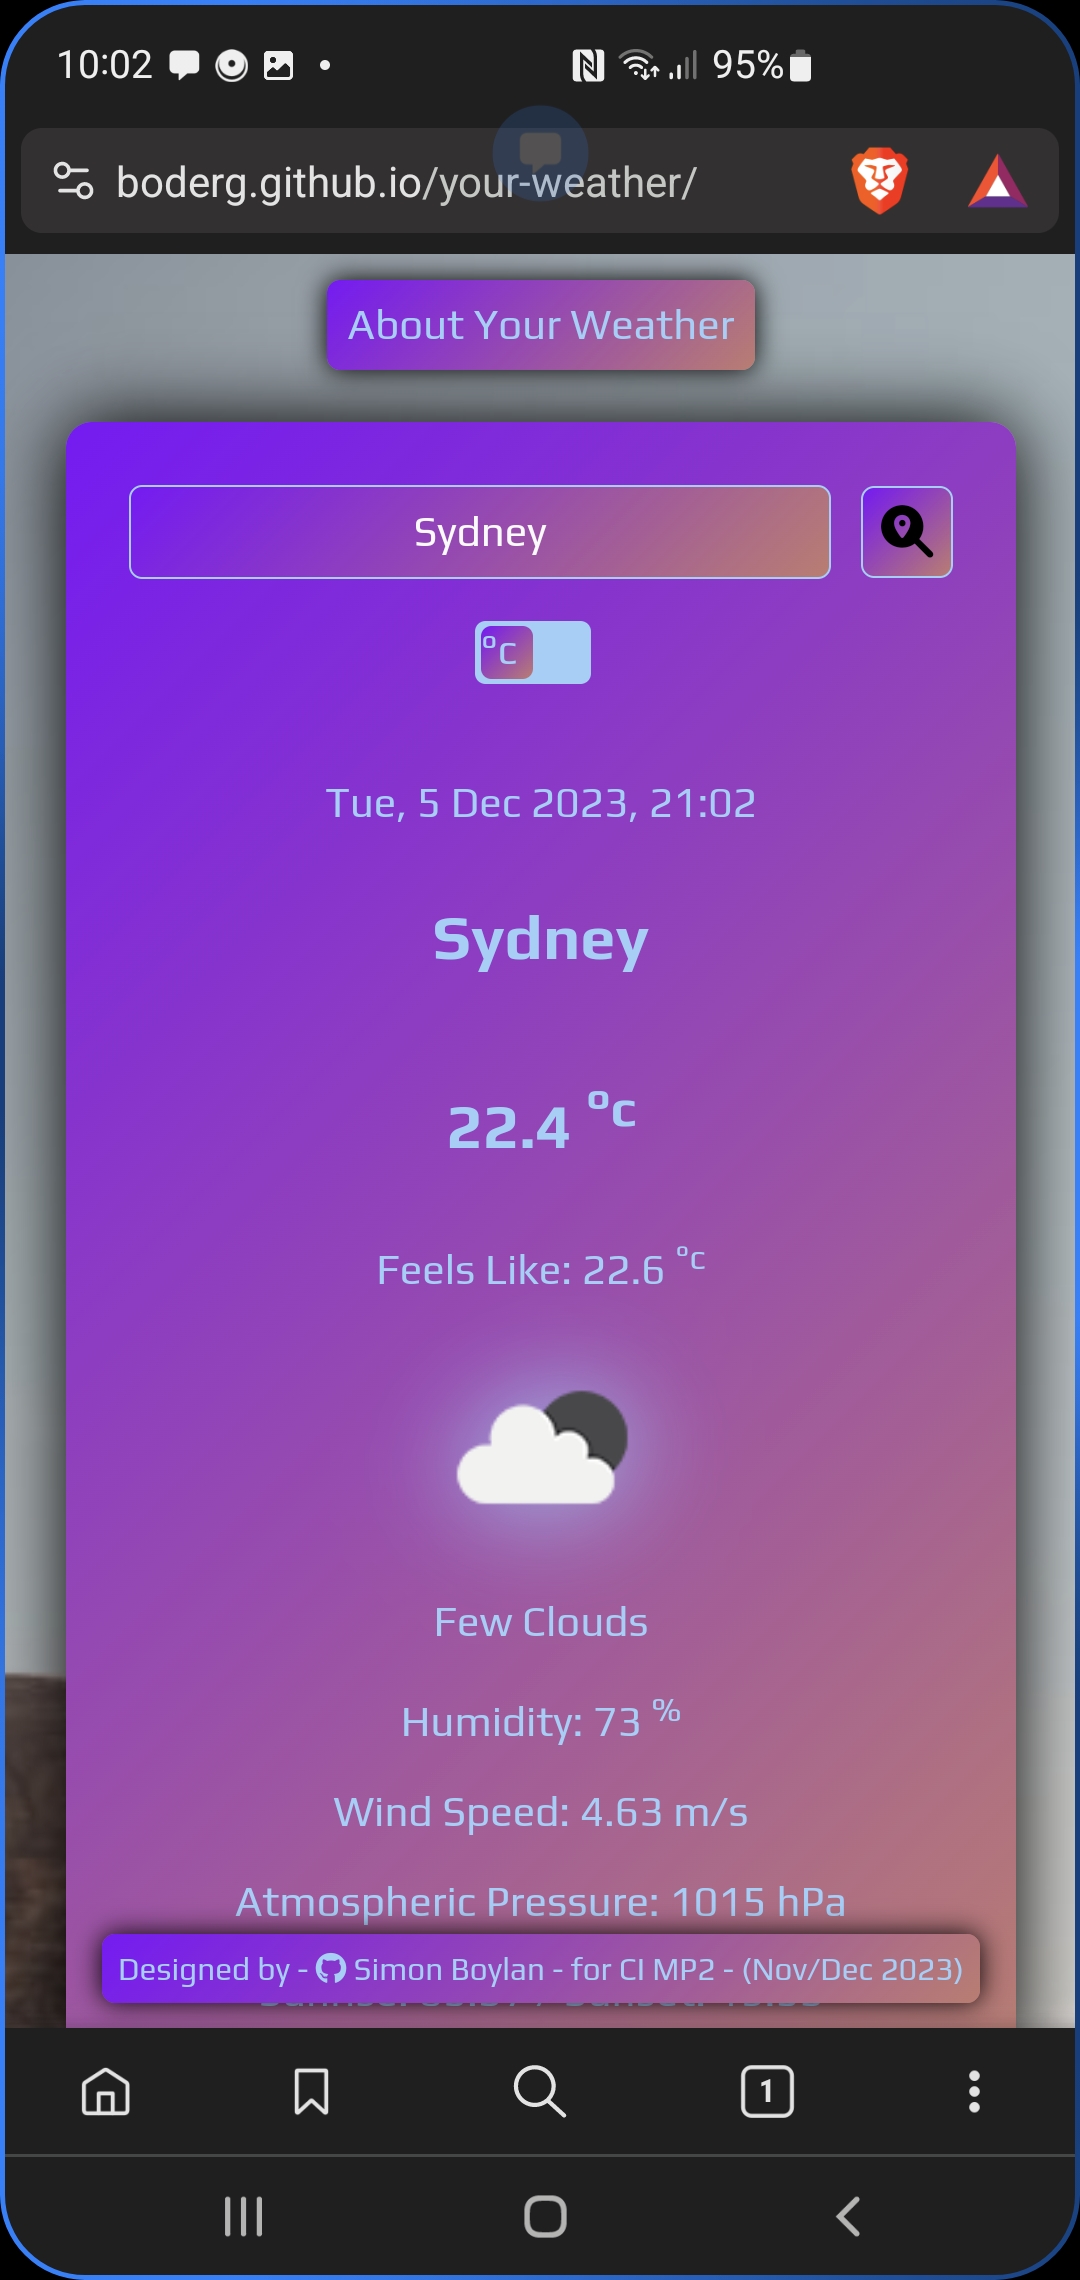 10:02 95%
boderg.github.io/your-weather/
About Your Weather
Sydney
°C
Tue, 5 Dec 2023, 21:02
Sydney
22.4 °C
Feels Like: 22.6 °C
Few Clouds
Humidity: 73 %
Wind Speed: 4.63 m/s
Atmospheric Pressure: 1015 hPa
Designed by - Simon Boylan - for CI MP2 - (Nov/Dec 2023)
1